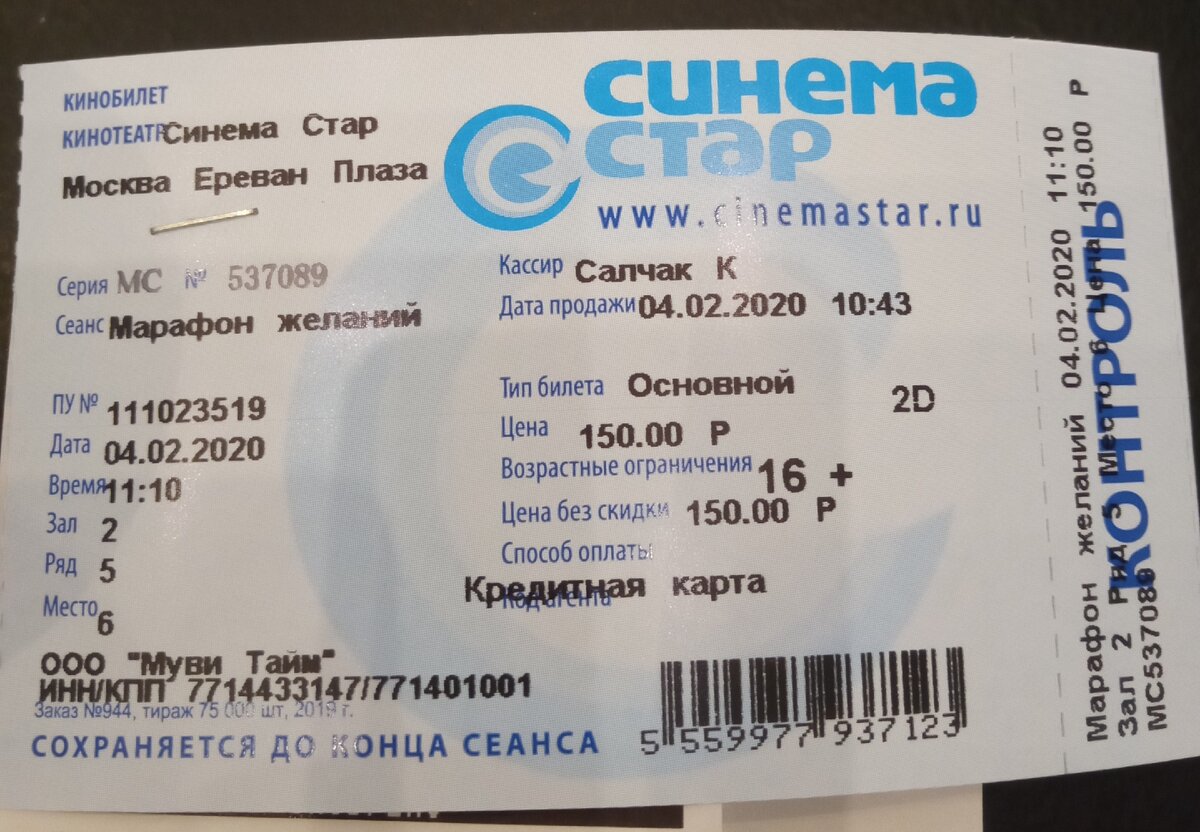 КИНОБИЛЕТ
КИНОТЕАТР Синема Стар
Москва Ереван Плаза
синема
стар
www.cinemastar.ru
Серия МС № 537089
Сеанс Марафон желаний
Кассир Салчак К
Дата продажи 04.02.2020 10:43
ПУ № 111023519
Дата 04.02.2020
Время 11:10
Зал 2
Ряд 5
Место 6
Тип билета Основной 2D
Цена 150.00 Р
Возрастные ограничения 16 +
Цена без скидки 150.00 Р
Способ оплаты
Кредитная карта
Код агента
ООО "Муви Тайм"
ИНН/КПП 7714433147/771401001
Заказ №944, тираж 75 000 шт, 2019 г.
СОХРАНЯЕТСЯ ДО КОНЦА СЕАНСА
5 559977 937123
Марафон желаний 04.02.2020 11:10
Зал 2 Ряд 5 Место 6 Цена 150.00 Р
МС537089
КОНТРОЛЬ